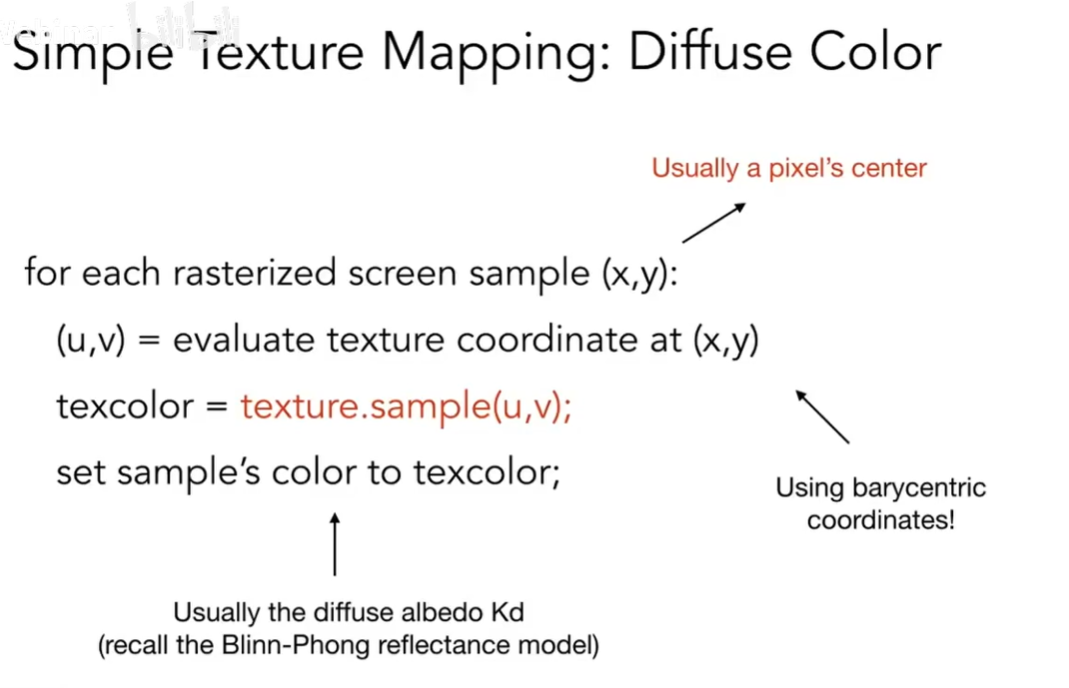 Simple Texture Mapping: Diffuse Color
Usually a pixel's center
for each rasterized screen sample (x,y):
(u,v) = evaluate texture coordinate at (x,y)
texcolor = texture.sample(u,v);
set sample's color to texcolor;
Using barycentric
coordinates!
Usually the diffuse albedo Kd
(recall the Blinn-Phong reflectance model)